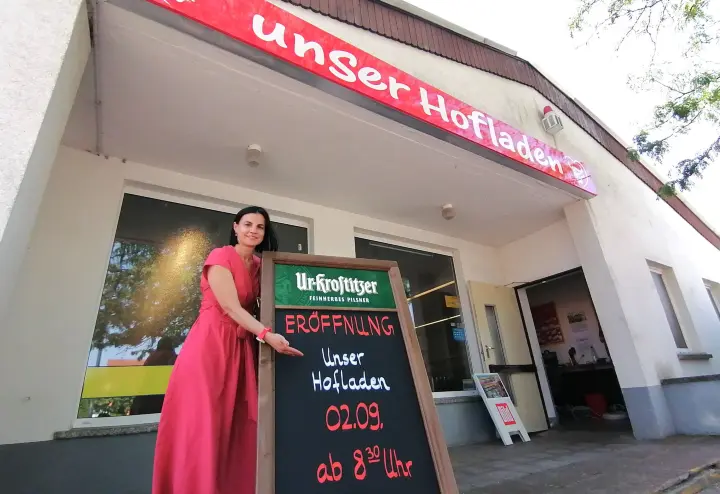 unser Hofladen
Ur-Krostitzer
FEINHERBES PILSNER
ERÖFFNUNG
Unser
Hofladen
02.09.
ab 8³⁰ Uhr